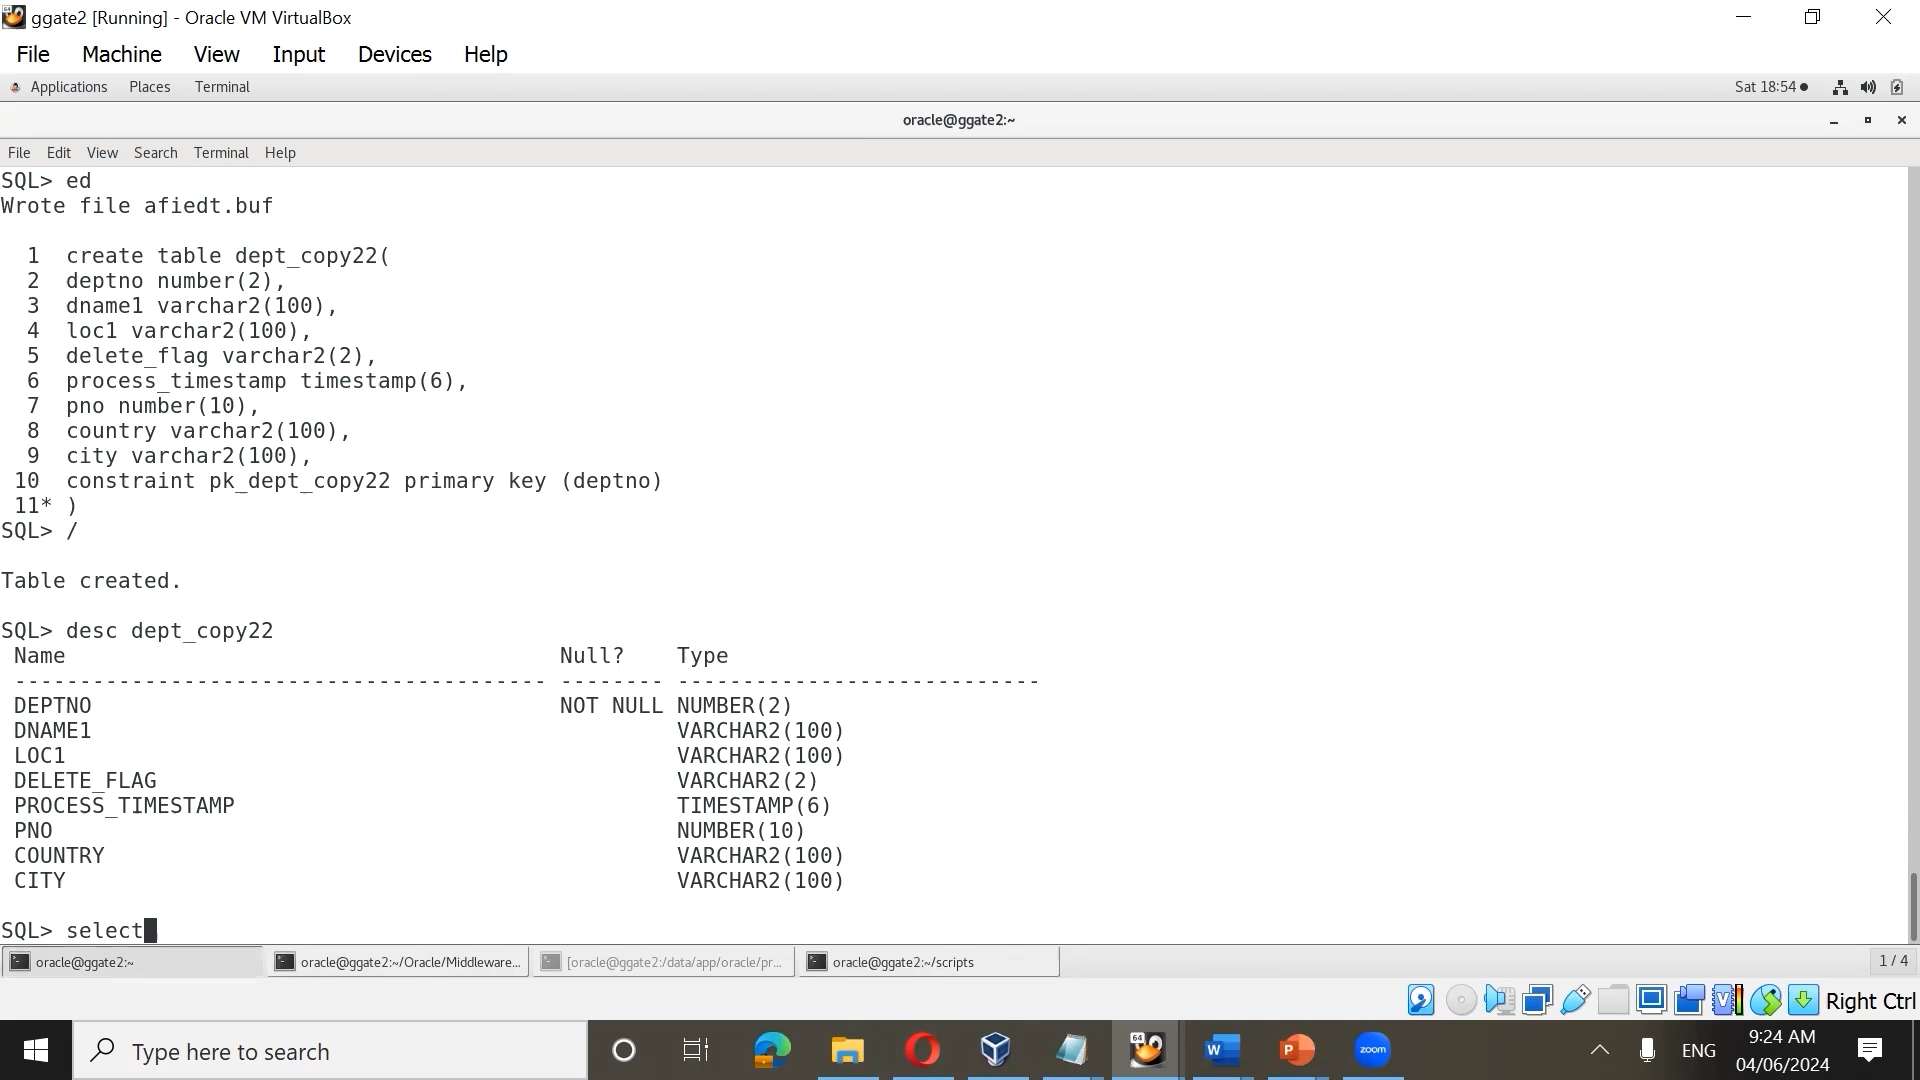 ggate2 [Running] - Oracle VM VirtualBox
File Machine View Input Devices Help
Applications Places Terminal Sat 18:54
oracle@ggate2:~
File Edit View Search Terminal Help
SQL> ed
Wrote file afiedt.buf
1 create table dept_copy22(
2 deptno number(2),
3 dname1 varchar2(100),
4 loc1 varchar2(100),
5 delete_flag varchar2(2),
6 process_timestamp timestamp(6),
7 pno number(10),
8 country varchar2(100),
9 city varchar2(100),
10 constraint pk_dept_copy22 primary key (deptno)
11* )
SQL> /
Table created.
SQL> desc dept_copy22
Name Null? Type
----------------------------------------- -------- ----------------------------
DEPTNO NOT NULL NUMBER(2)
DNAME1 VARCHAR2(100)
LOC1 VARCHAR2(100)
DELETE_FLAG VARCHAR2(2)
PROCESS_TIMESTAMP TIMESTAMP(6)
PNO NUMBER(10)
COUNTRY VARCHAR2(100)
CITY VARCHAR2(100)
SQL> select
oracle@ggate2:~ oracle@ggate2:~/Oracle/Middleware... [oracle@ggate2:/data/app/oracle/pr... oracle@ggate2:~/scripts 1 / 4
Right Ctrl
Type here to search zoom ENG 9:24 AM
04/06/2024